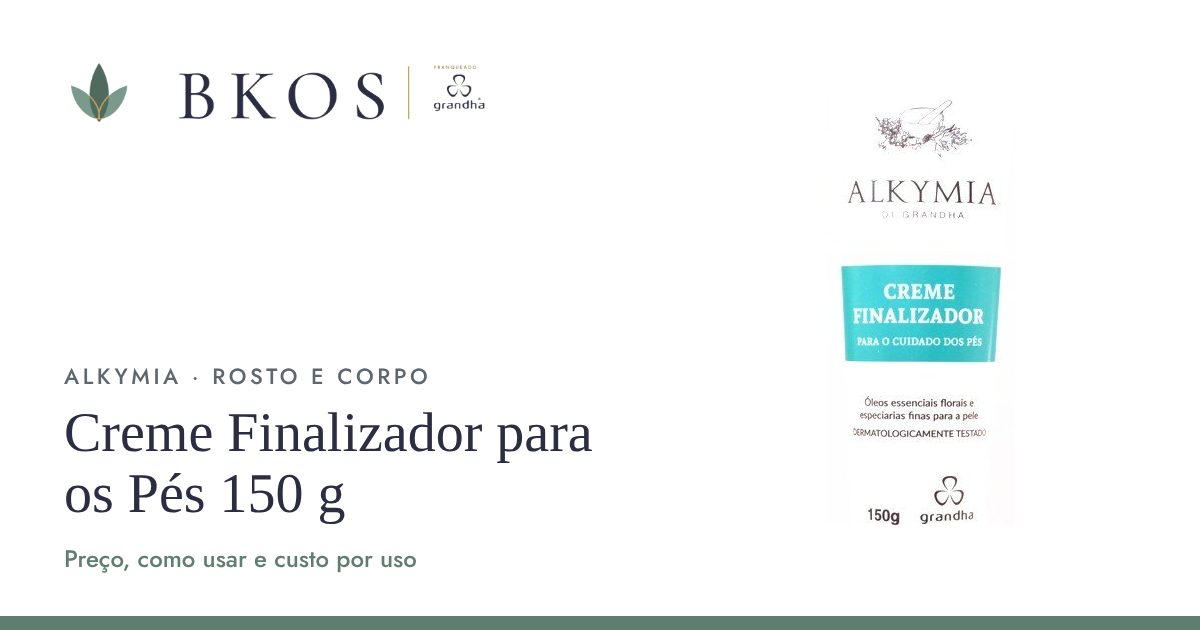 BKOS
FRANQUEADO
grandha
ALKYMIA · ROSTO E CORPO
Creme Finalizador para
os Pés 150 g
Preço, como usar e custo por uso
ALKYMIA
DI GRANDHA
CREME
FINALIZADOR
PARA O CUIDADO DOS PÉS
Óleos essenciais florais e
especiarias finas para a pele
DERMATOLOGICAMENTE TESTADO
150g grandha